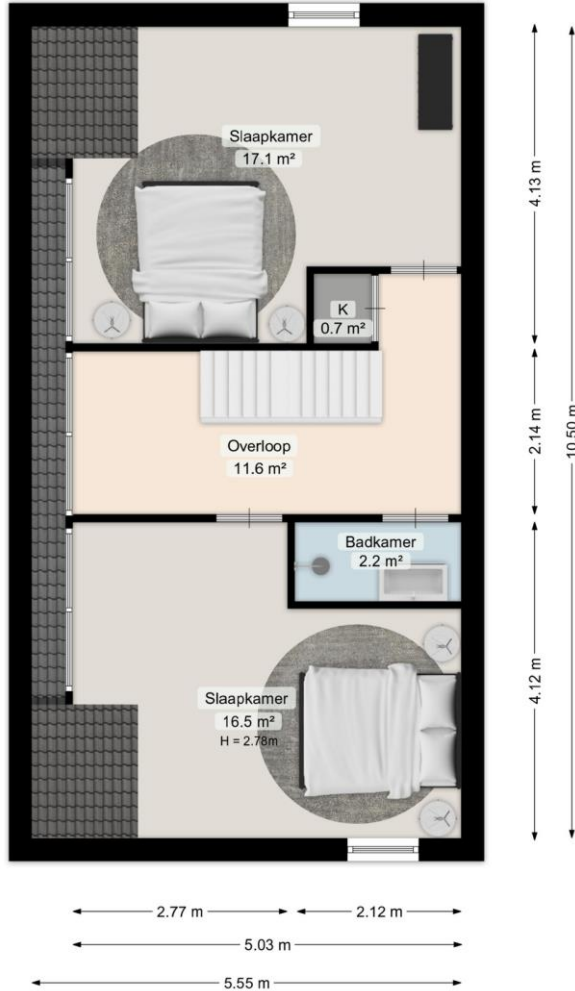 Slaapkamer
17.1 m²
4.13 m
K
0.7 m²
10.50 m
2.14 m
Overloop
11.6 m²
Badkamer
2.2 m²
4.12 m
Slaapkamer
16.5 m²
H = 2.78m
2.77 m
2.12 m
5.03 m
5.55 m